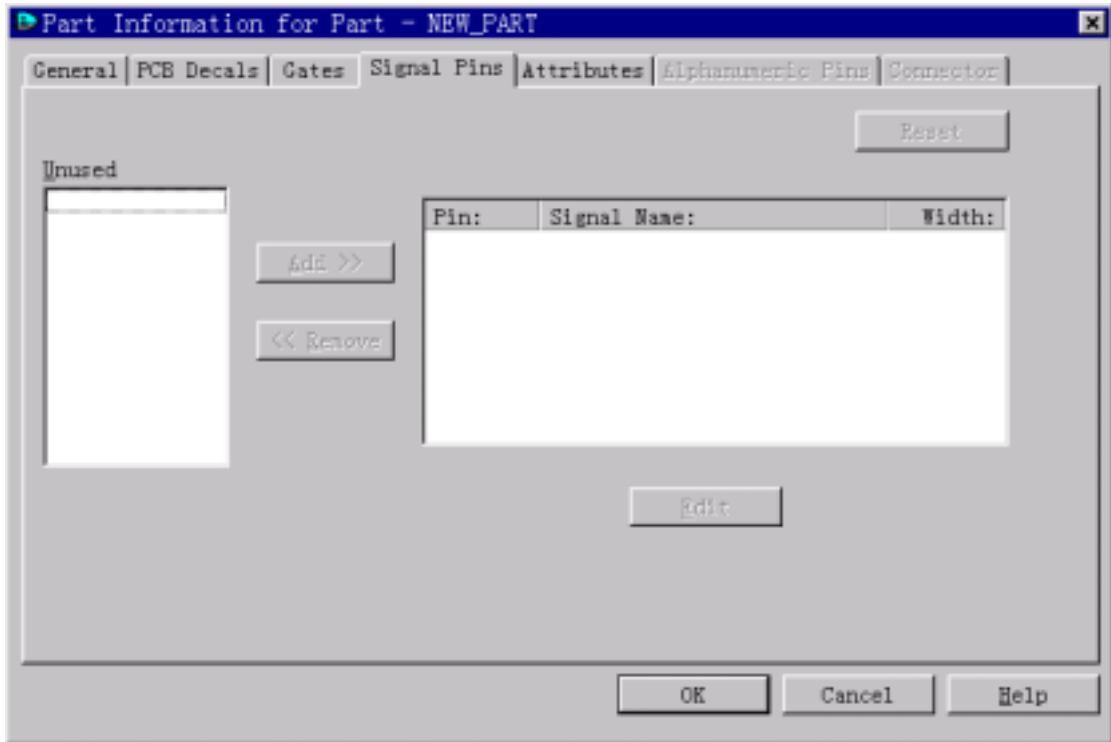 Part Information for Part - NEW_PART
General PCB Decals Gates Signal Pins Attributes Alphanumeric Pins Connector
Reset
Unused
Pin: Signal Name: Width:
Add >>
<< Remove
Edit
OK Cancel Help